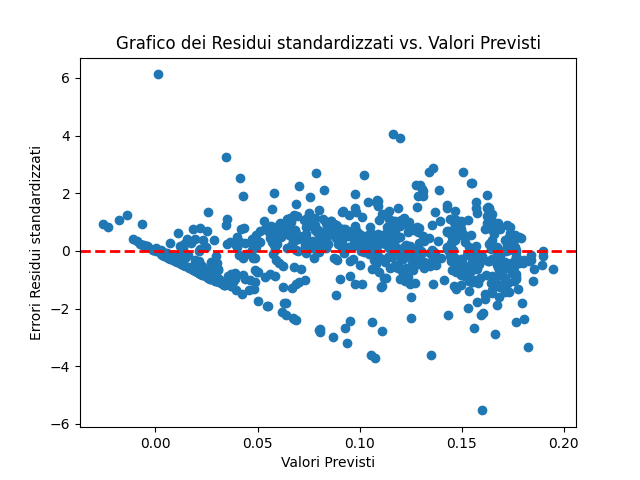 Grafico dei Residui standardizzati vs. Valori Previsti
Errori Residui standardizzati
6
4
2
0
−2
−4
−6
0.00 0.05 0.10 0.15 0.20
Valori Previsti